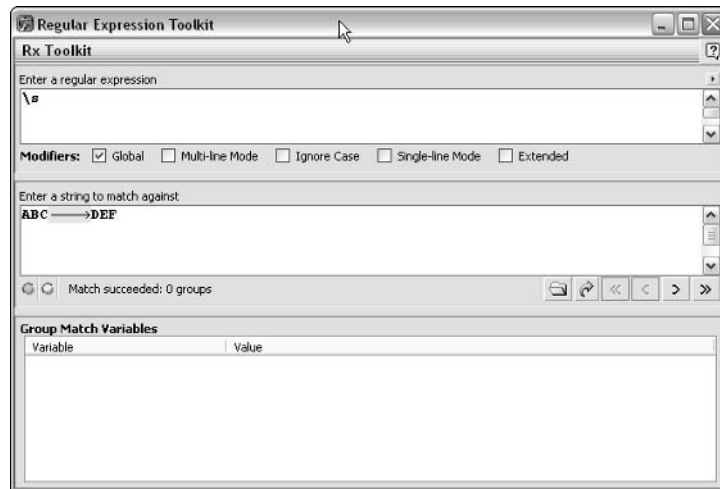 Regular Expression Toolkit
Rx Toolkit
Enter a regular expression
\s
Modifiers: Global Multi-line Mode Ignore Case Single-line Mode Extended
Enter a string to match against
ABC ⟶DEF
Match succeeded: 0 groups
Group Match Variables
Variable Value